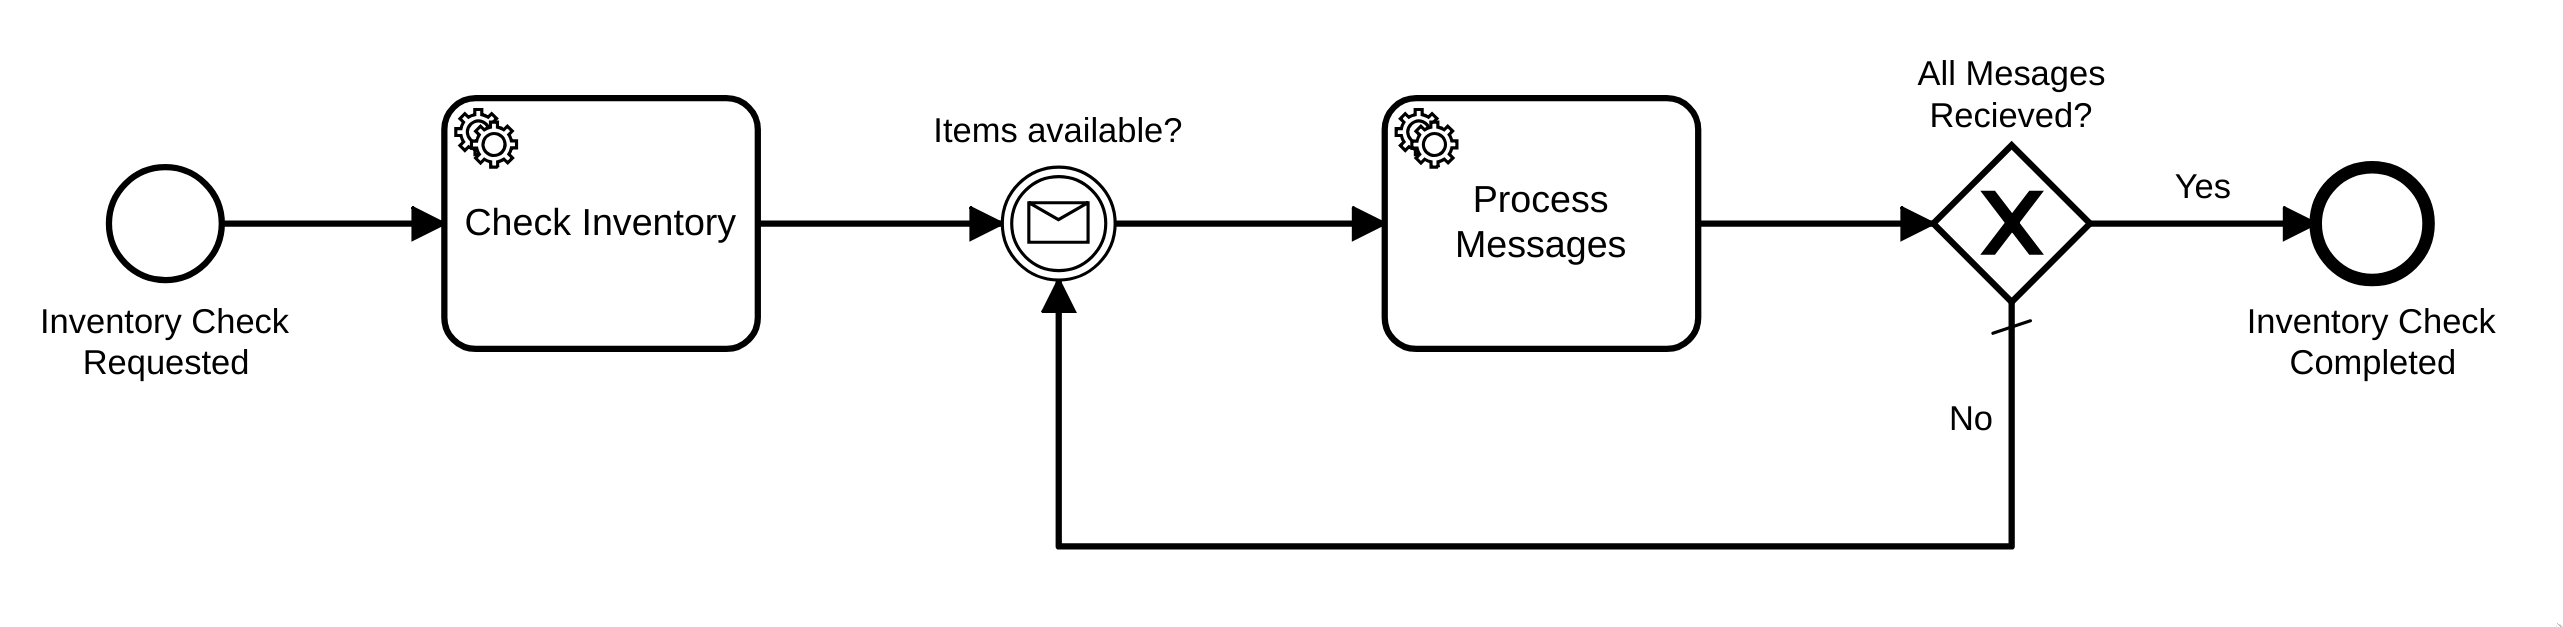 Inventory Check
Requested
Check Inventory
Items available?
Process
Messages
All Mesages
Recieved?
Yes
No
Inventory Check
Completed